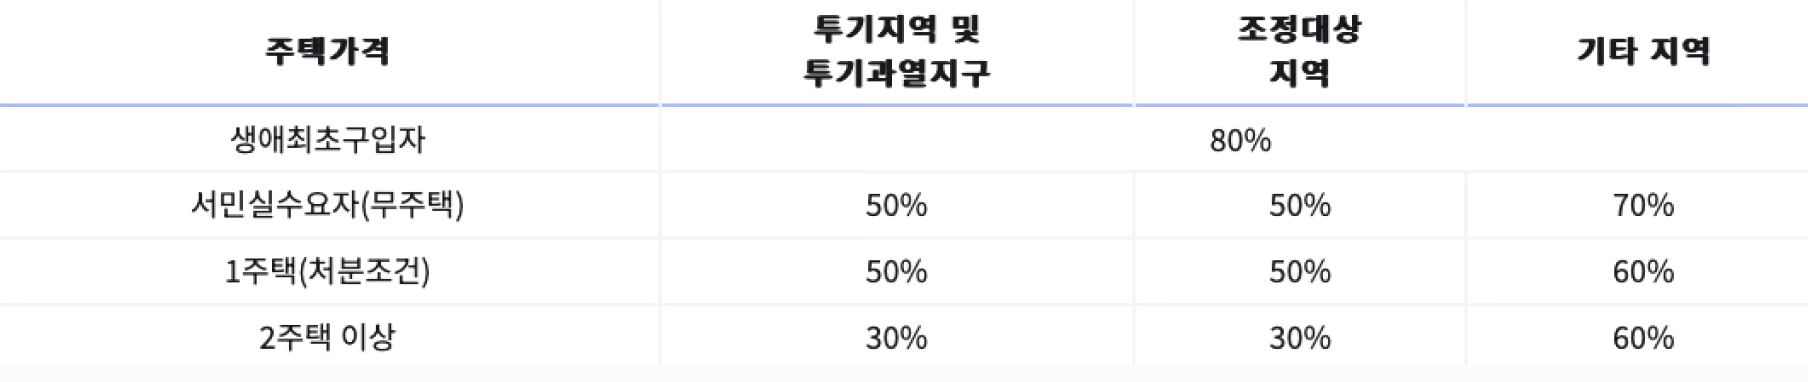 주택가격
투기지역 및
투기과열지구
조정대상
지역
기타 지역
생애최초구입자
80%
서민실수요자(무주택)
50%
50%
70%
1주택(처분조건)
50%
50%
60%
2주택 이상
30%
30%
60%